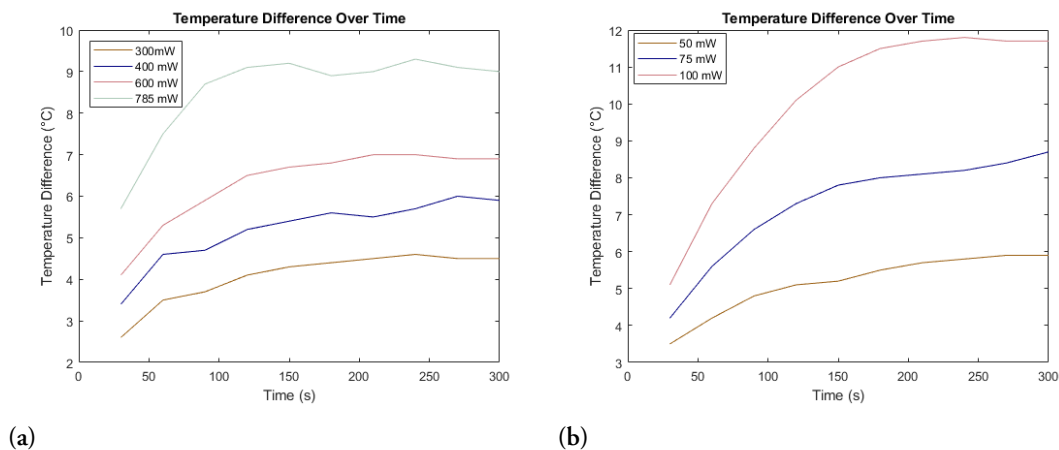 Temperature Difference Over Time
10
9
8
7
6
5
4
3
2
Temperature Difference (°C)
300mW
400 mW
600 mW
785 mW
0 50 100 150 200 250 300
Time (s)
(a)
Temperature Difference Over Time
12
11
10
9
8
7
6
5
4
3
Temperature Difference (°C)
50 mW
75 mW
100 mW
0 50 100 150 200 250 300
Time (s)
(b)